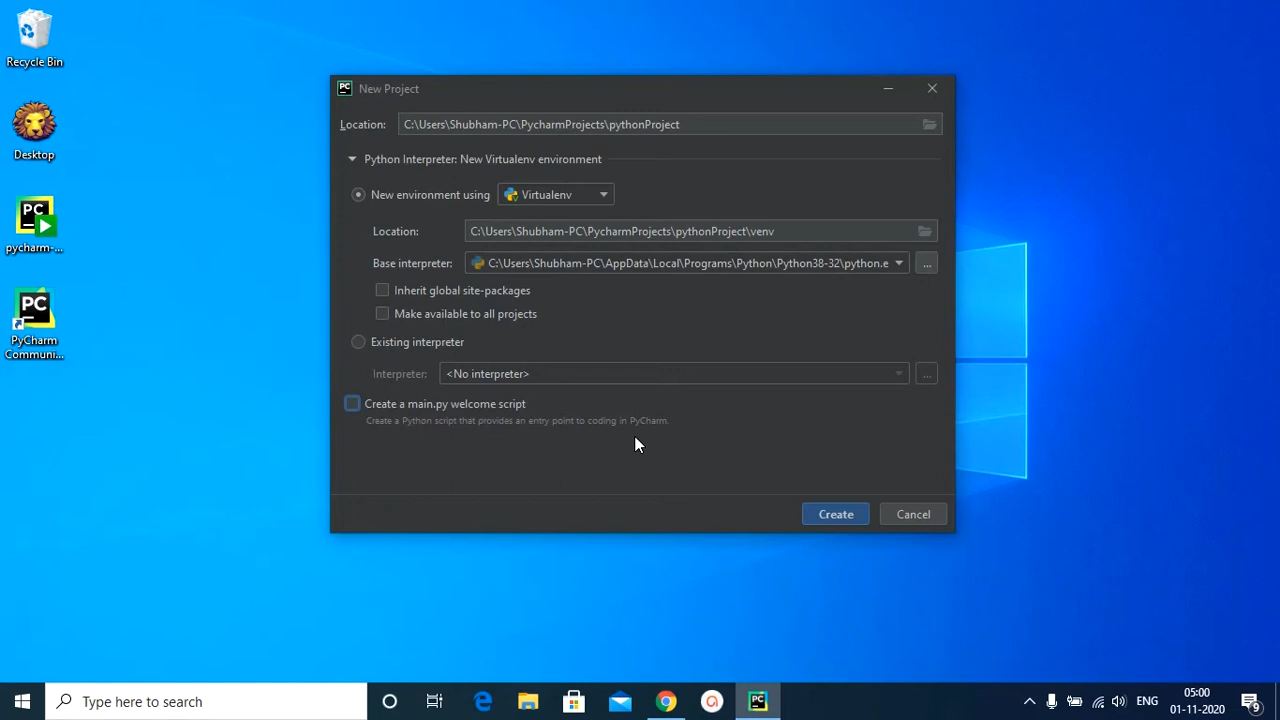 Recycle Bin
Desktop
PC
pycharm-...
PC
PyCharm
Communi...
PC
New Project
Location:
C:\Users\Shubham-PC\PycharmProjects\pythonProject
Python Interpreter: New Virtualenv environment
New environment using
Virtualenv
Location:
C:\Users\Shubham-PC\PycharmProjects\pythonProject\venv
Base interpreter:
C:\Users\Shubham-PC\AppData\Local\Programs\Python\Python38-32\python.e
...
Inherit global site-packages
Make available to all projects
Existing interpreter
Interpreter:
<No interpreter>
...
Create a main.py welcome script
Create a Python script that provides an entry point to coding in PyCharm.
Create
Cancel
Type here to search
PC
ENG
05:00
01-11-2020
9